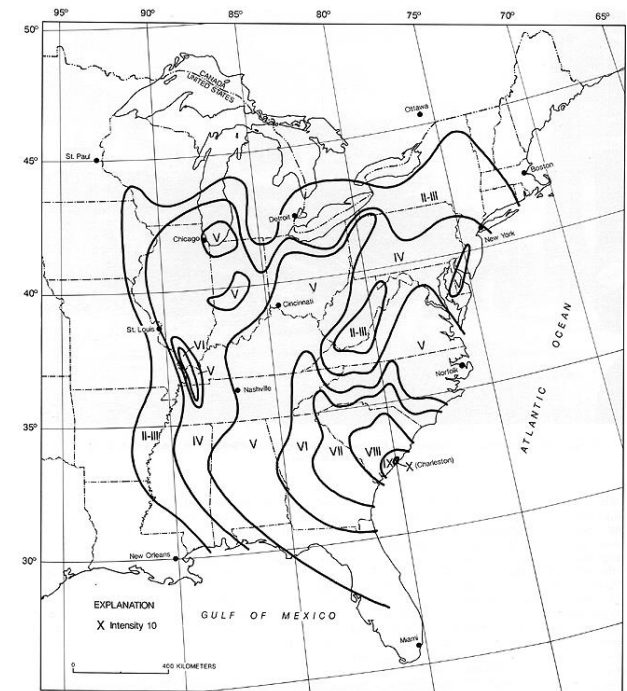 95° 90° 85° 80° 75° 70° 65°
50°
CANADA
UNITED STATES
Ottawa
45°
St. Paul
Boston
II-III
Detroit
Chicago
V
New York
IV
40°
V
V
V
Cincinnati
St. Louis
VI
II-III
V
V
Norfolk
Nashville
35°
II-III
IV
V
VI
VII
VIII
IX
X (Charleston)
ATLANTIC OCEAN
30°
New Orleans
EXPLANATION
X Intensity 10
GULF OF MEXICO
Miami
0 400 KILOMETERS